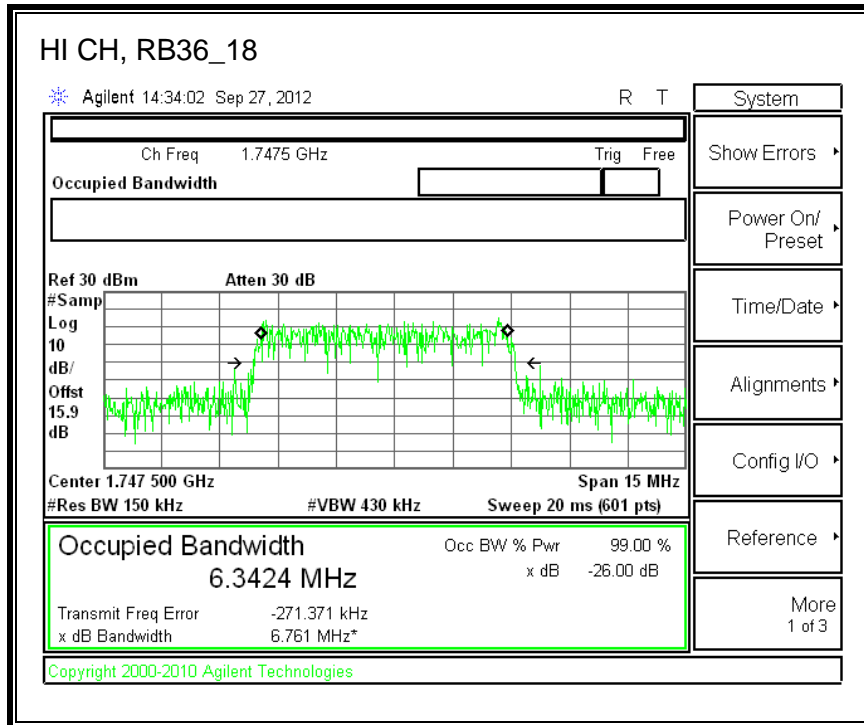 HI CH, RB36_18
Agilent 14:34:02 Sep 27, 2012 R T
Ch Freq 1.7475 GHz Trig Free
Occupied Bandwidth
Ref 30 dBm Atten 30 dB
#Samp
Log
10
dB/
Offst
15.9
dB
Center 1.747 500 GHz Span 15 MHz
#Res BW 150 kHz #VBW 430 kHz Sweep 20 ms (601 pts)
Occupied Bandwidth Occ BW % Pwr 99.00 %
6.3424 MHz x dB -26.00 dB
Transmit Freq Error -271.371 kHz
x dB Bandwidth 6.761 MHz*
Copyright 2000-2010 Agilent Technologies
System
Show Errors
Power On/
Preset
Time/Date
Alignments
Config I/O
Reference
More
1 of 3